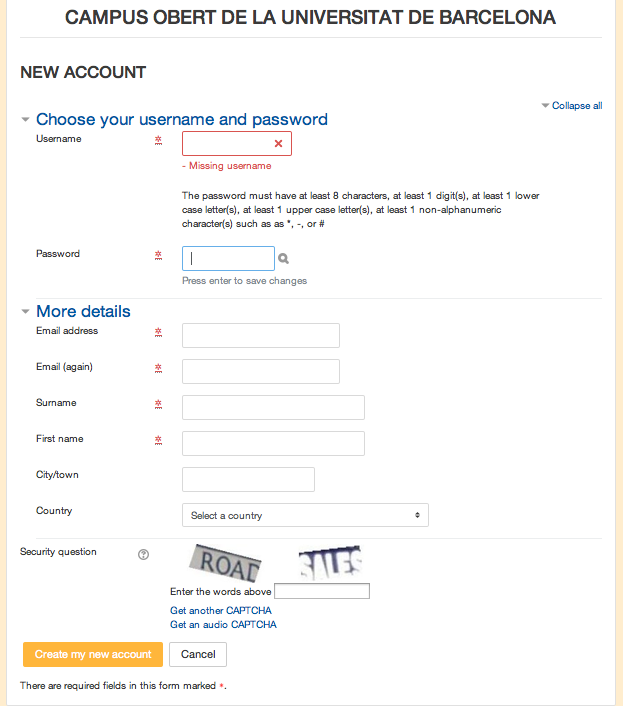 CAMPUS OBERT DE LA UNIVERSITAT DE BARCELONA
NEW ACCOUNT
Collapse all
Choose your username and password
Username
- Missing username
The password must have at least 8 characters, at least 1 digit(s), at least 1 lower
case letter(s), at least 1 upper case letter(s), at least 1 non-alphanumeric
character(s) such as as *, -, or #
Password
Press enter to save changes
More details
Email address
Email (again)
Surname
First name
City/town
Country
Select a country
Security question
ROAD SALES
Enter the words above
Get another CAPTCHA
Get an audio CAPTCHA
Create my new account
Cancel
There are required fields in this form marked *.